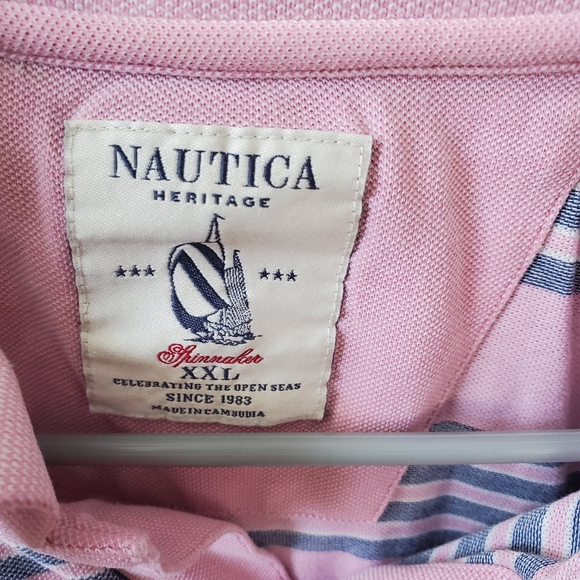 NAUTICA
HERITAGE
Spinnaker
XXL
CELEBRATING THE OPEN SEAS
SINCE 1983
MADE IN CAMBODIA